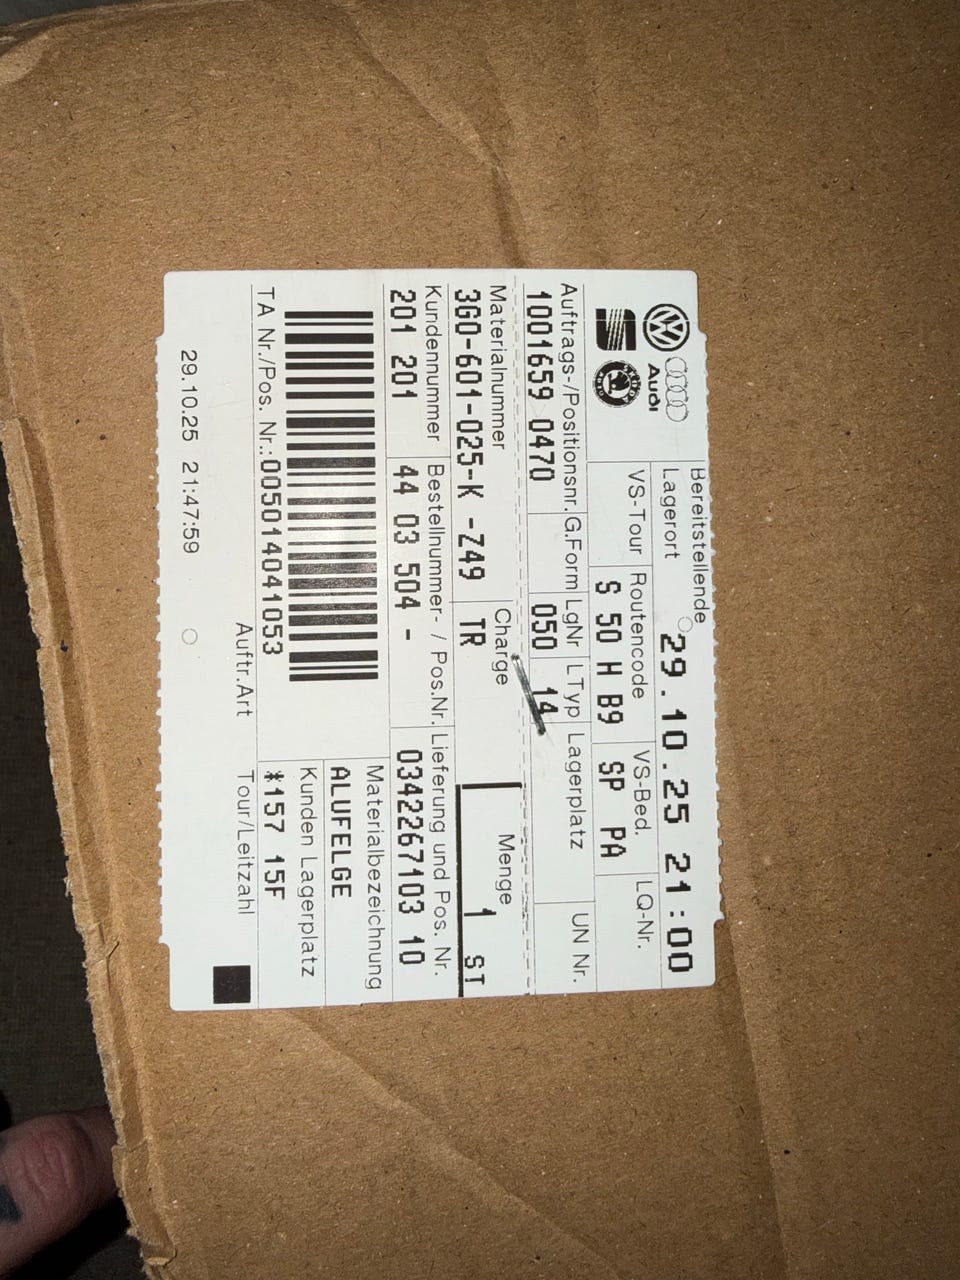 Audi
SKODA
AUTO
Bereitstellende
Lagerort
29.10.25 21:00
VS-Tour Routencode VS-Bed. LQ-Nr.
S 50 H B9 SP PA
Auftrags-/Positionsnr. G.Form LgNr LTyp Lagerplatz UN Nr.
1001659 0470 050 14
Materialnummer Charge Menge
3G0-601-025-K -Z49 TR 1 ST
Kundennummer Bestellnummer- / Pos.Nr. Lieferung und Pos. Nr.
201 201 44 03 504 - 0342267103 10
Materialbezeichnung
ALUFELGE
Kunden Lagerplatz
TA Nr./Pos. Nr.:00501404 1053 *157 15F
Auftr.Art Tour/Leitzahl
29.10.25 21:47:59